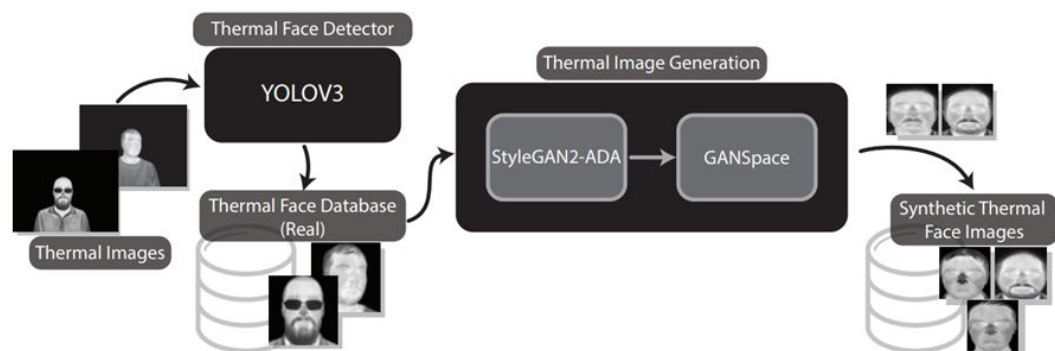 Thermal Face Detector
YOLOV3
Thermal Images
Thermal Face Database
(Real)
Thermal Image Generation
StyleGAN2-ADA
GANSpace
Synthetic Thermal
Face Images